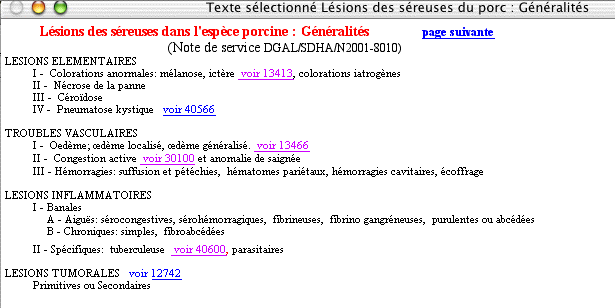 Texte sélectionné Lésions des séreuses du porc : Généralités
Lésions des séreuses dans l'espèce porcine : Généralités page suivante
(Note de service DGAL/SDHA/N2001-8010)
LESIONS ELEMENTAIRES
I - Colorations anormales: mélanose, ictère voir 13413, colorations iatrogènes
II - Nécrose de la panne
III - Céroïdose
IV - Pneumatose kystique voir 40566
TROUBLES VASCULAIRES
I - Oedème; œdème localisé, œdème généralisé. voir 13466
II - Congestion active voir 30100 et anomalie de saignée
III - Hémorragies: suffusion et pétéchies, hématomes pariétaux, hémorragies cavitaires, écoffrage
LESIONS INFLAMMATOIRES
I - Banales
A - Aiguës: sérocongestives, sérohémorragiques, fibrineuses, fibrino gangréneuses, purulentes ou abcédées
B - Chroniques: simples, fibroabcédées
II - Spécifiques: tuberculeuse voir 40600, parasitaires
LESIONS TUMORALES voir 12742
Primitives ou Secondaires